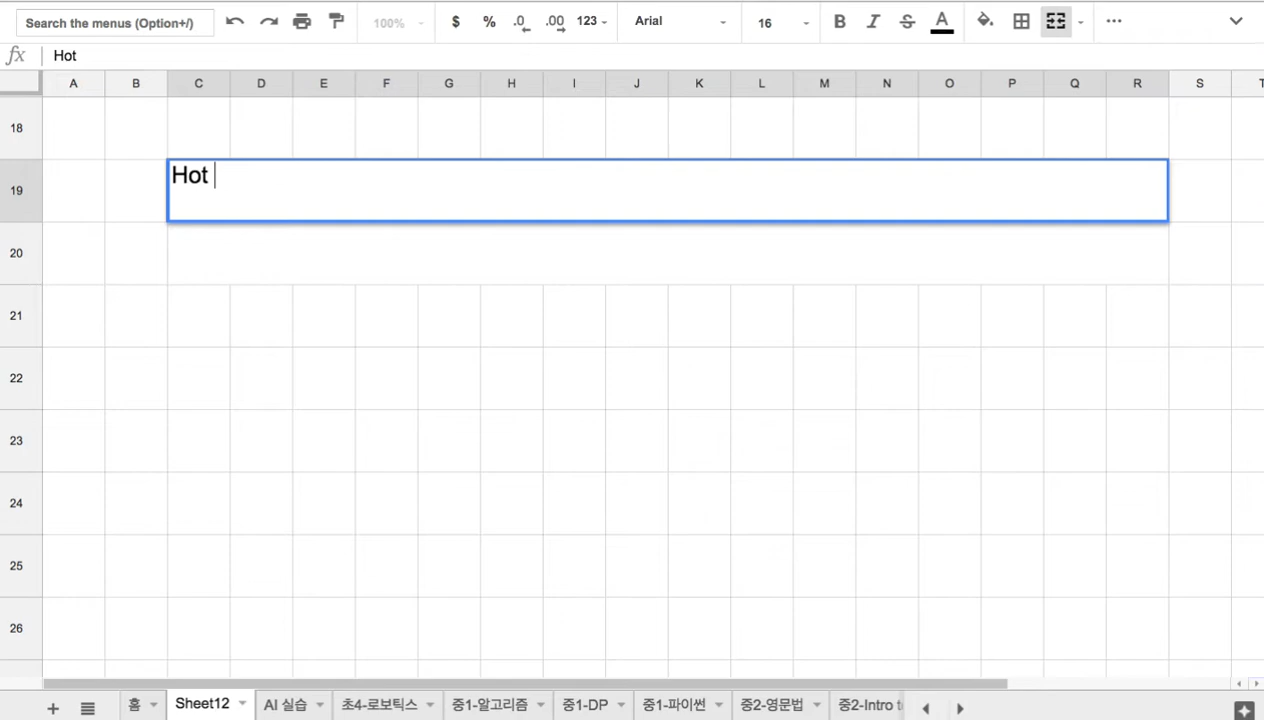 Search the menus (Option+/) 100% $ % .0 .00 123 Arial 16 B I S A
fx Hot
A B C D E F G H I J K L M N O P Q R S T
18
19 Hot
20
21
22
23
24
25
26
+ 홈 Sheet12 AI 실습 초4-로보틱스 중1-알고리즘 중1-DP 중1-파이썬 중2-영문법 중2-Intro t